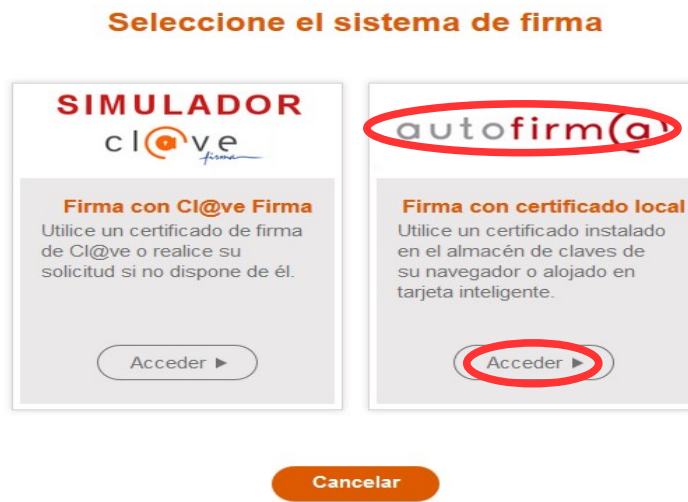 Seleccione el sistema de firma
SIMULADOR
cl@ve
firma
Firma con Cl@ve Firma
Utilice un certificado de firma
de Cl@ve o realice su
solicitud si no dispone de él.
Acceder ►
autofirm@
Firma con certificado local
Utilice un certificado instalado
en el almacén de claves de
su navegador o alojado en
tarjeta inteligente.
Acceder ►
Cancelar